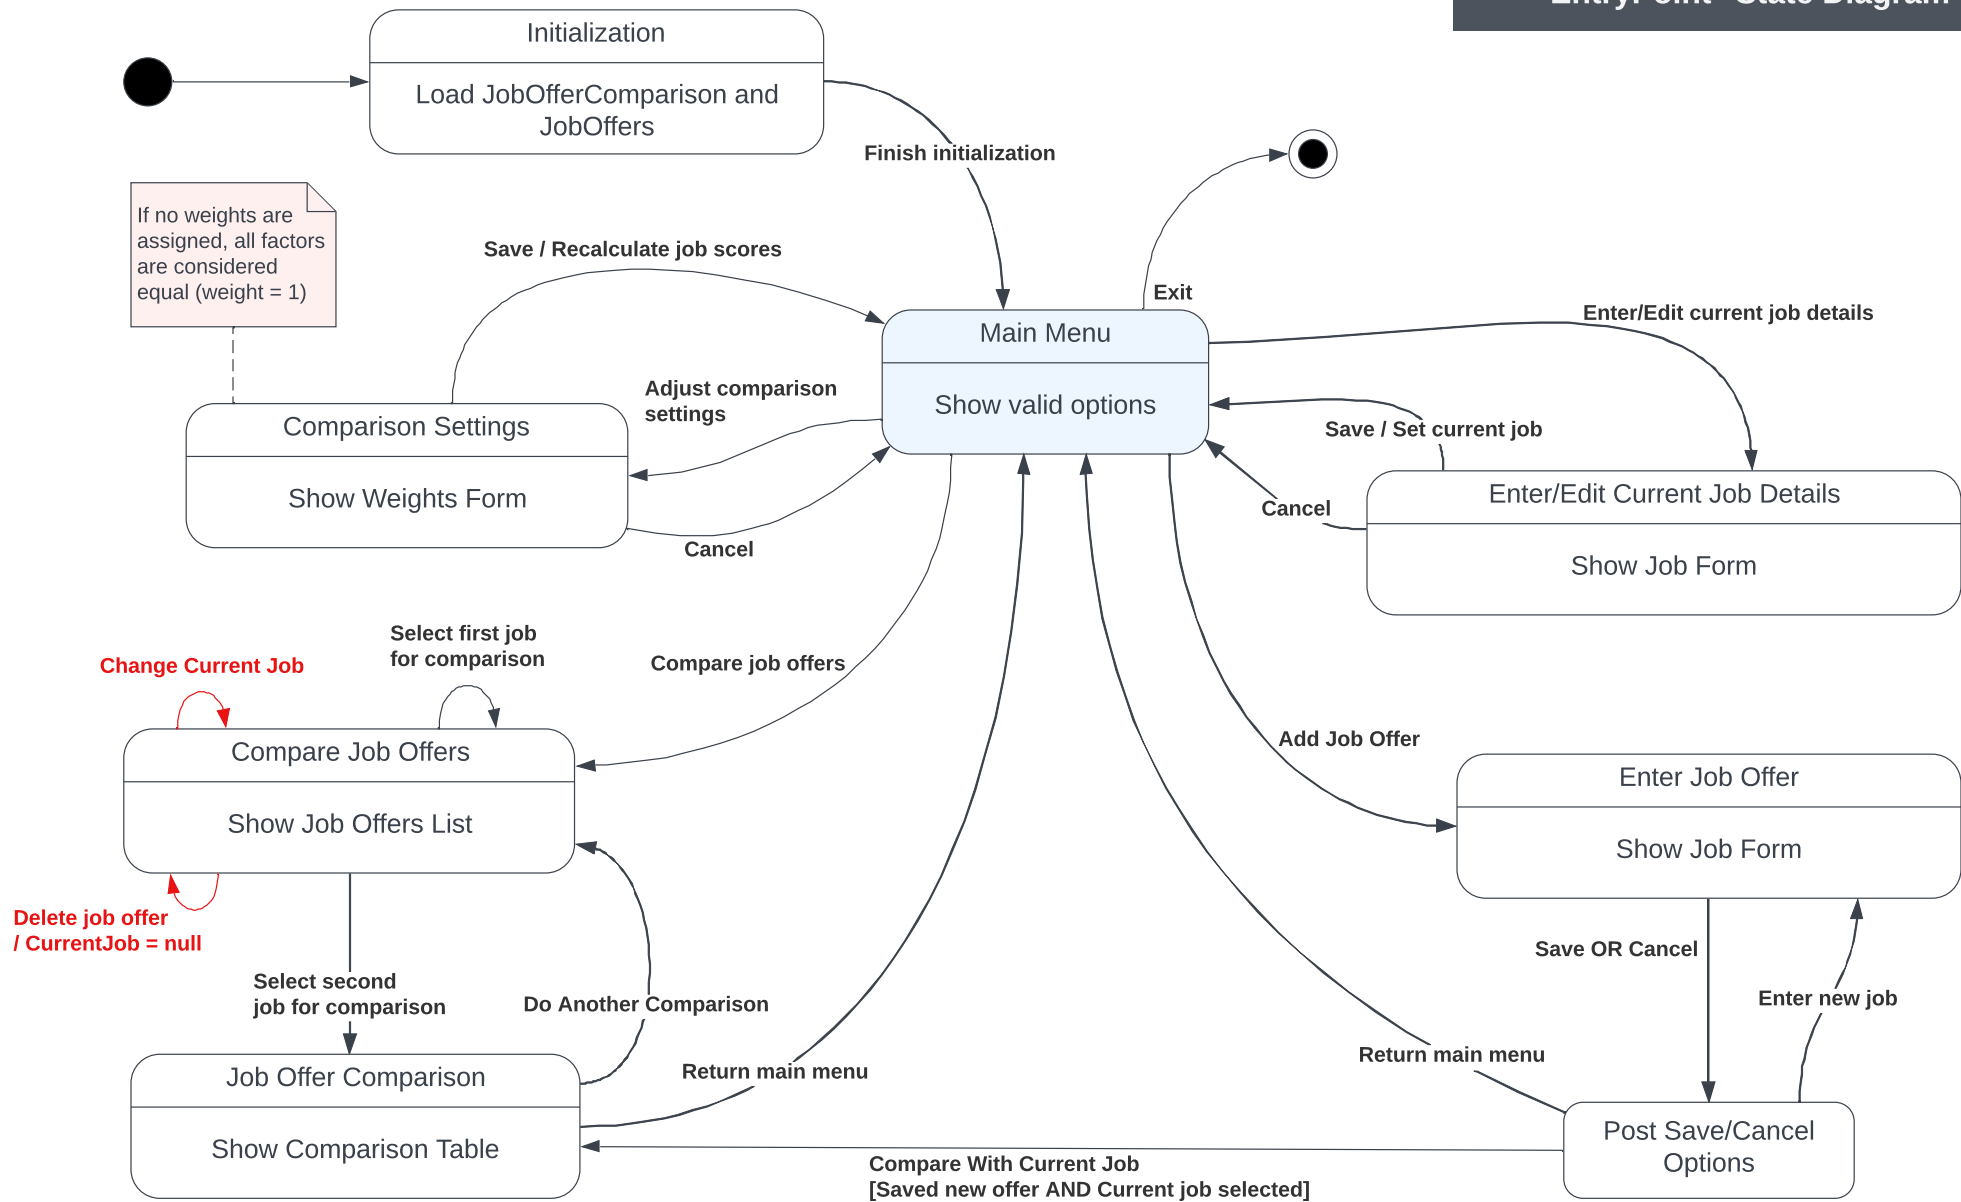 EntryPoint" State Diagram
Initialization
Load JobOfferComparison and
JobOffers
Finish initialization
If no weights are
assigned, all factors
are considered
equal (weight = 1)
Save / Recalculate job scores
Exit
Main Menu
Show valid options
Enter/Edit current job details
Adjust comparison
settings
Comparison Settings
Show Weights Form
Cancel
Save / Set current job
Cancel
Enter/Edit Current Job Details
Show Job Form
Select first job
for comparison
Change Current Job
Compare job offers
Compare Job Offers
Show Job Offers List
Add Job Offer
Enter Job Offer
Show Job Form
Delete job offer
/ CurrentJob = null
Select second
job for comparison
Do Another Comparison
Save OR Cancel
Enter new job
Return main menu
Return main menu
Job Offer Comparison
Show Comparison Table
Post Save/Cancel
Options
Compare With Current Job
[Saved new offer AND Current job selected]